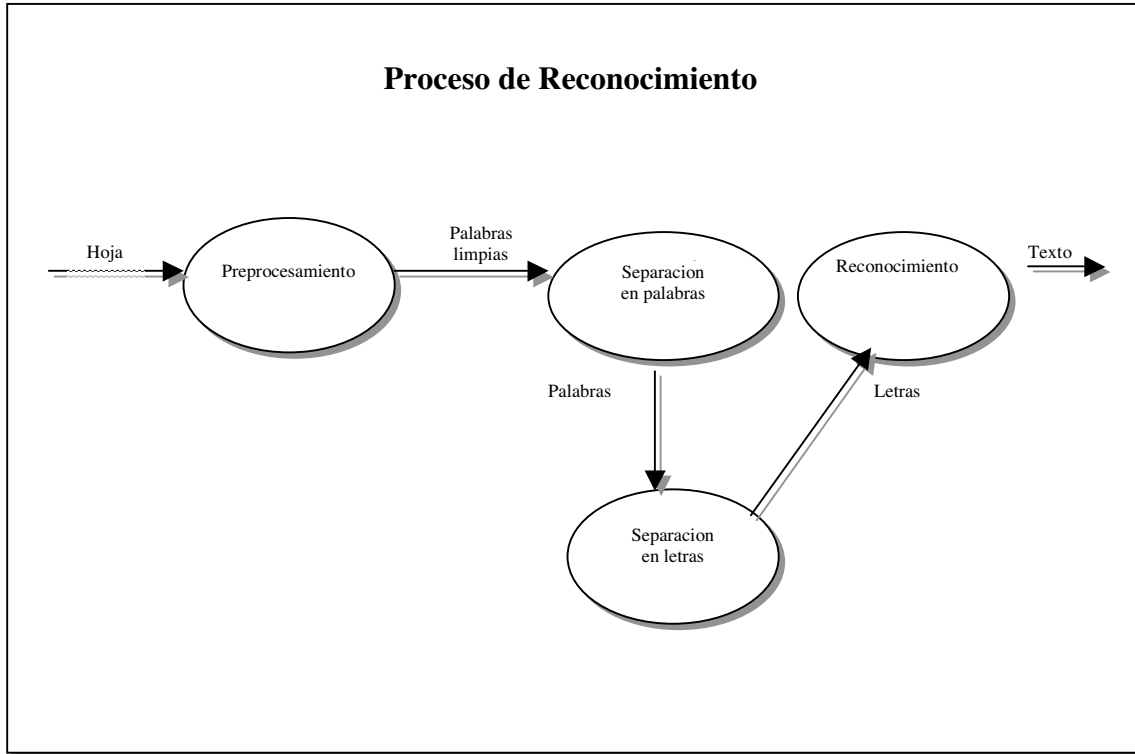 Proceso de Reconocimiento
Hoja
Preprocesamiento
Palabras
limpias
Separacion
en palabras
Reconocimiento
Texto
Palabras
Letras
Separacion
en letras